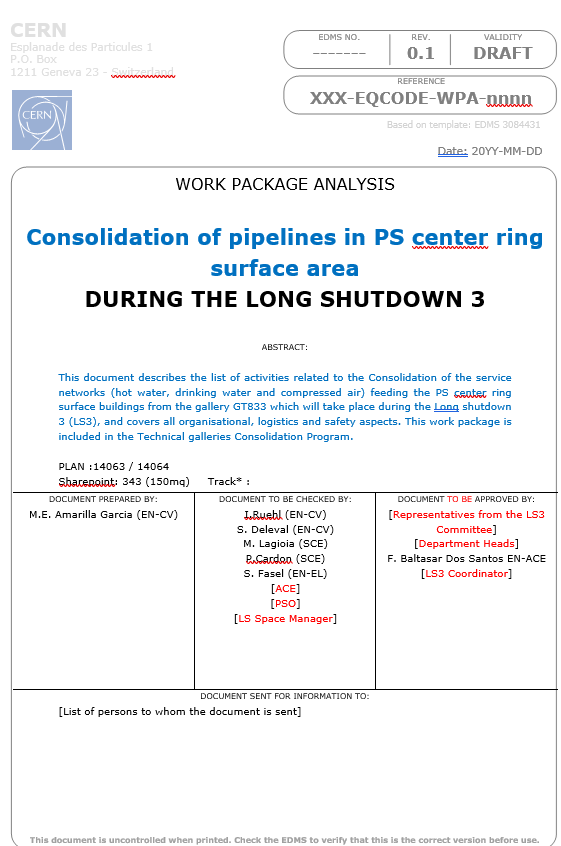 CERN
Esplanade des Particules 1
P.O. Box
1211 Geneva 23 - Switzerland
CERN
EDMS NO. REV. VALIDITY
------- 0.1 DRAFT
REFERENCE
XXX-EQCODE-WPA-nnnn
Based on template: EDMS 3084431
Date: 20YY-MM-DD
WORK PACKAGE ANALYSIS
Consolidation of pipelines in PS center ring
surface area
DURING THE LONG SHUTDOWN 3
ABSTRACT:
This document describes the list of activities related to the Consolidation of the service
networks (hot water, drinking water and compressed air) feeding the PS center ring
surface buildings from the gallery GT833 which will take place during the Long shutdown
3 (LS3), and covers all organisational, logistics and safety aspects. This work package is
included in the Technical galleries Consolidation Program.
PLAN :14063 / 14064
Sharepoint: 343 (150mq) Track* :
DOCUMENT PREPARED BY:
M.E. Amarilla Garcia (EN-CV)
DOCUMENT TO BE CHECKED BY:
I.Ruehl (EN-CV)
S. Deleval (EN-CV)
M. Lagioia (SCE)
P.Cardon (SCE)
S. Fasel (EN-EL)
[ACE]
[PSO]
[LS Space Manager]
DOCUMENT TO BE APPROVED BY:
[Representatives from the LS3
Committee]
[Department Heads]
F. Baltasar Dos Santos EN-ACE
[LS3 Coordinator]
DOCUMENT SENT FOR INFORMATION TO:
[List of persons to whom the document is sent]
This document is uncontrolled when printed. Check the EDMS to verify that this is the correct version before use.